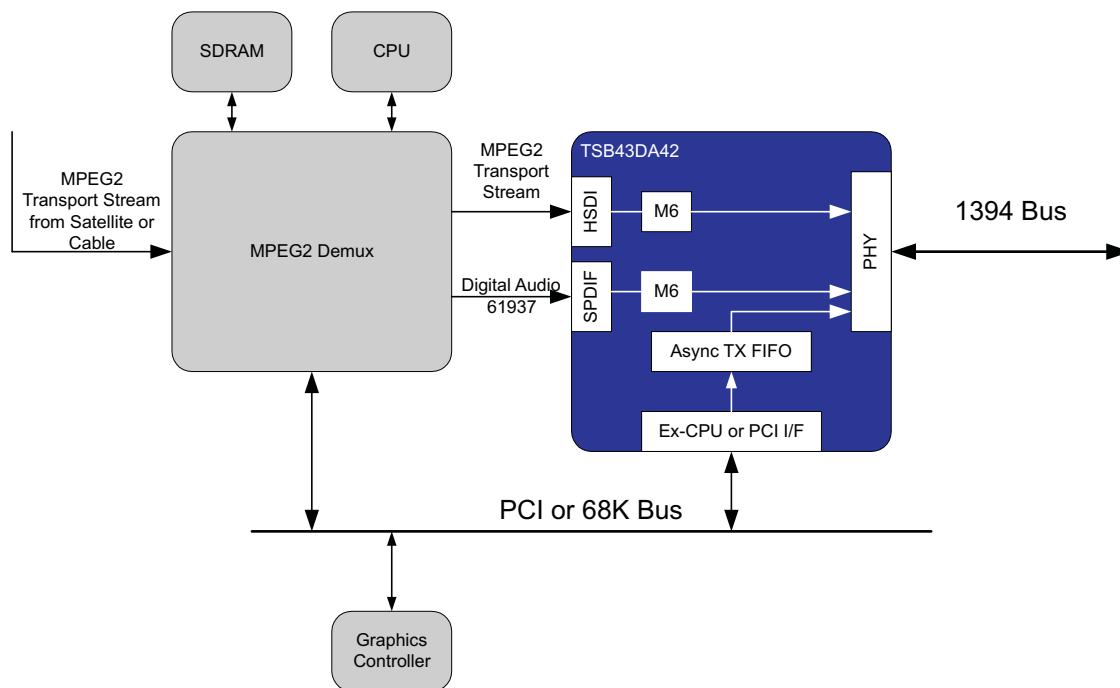 SDRAM
CPU
MPEG2
Transport Stream
from Satellite or
Cable
MPEG2 Demux
MPEG2
Transport
Stream
Digital Audio
61937
TSB43DA42
HSDI
M6
SPDIF
M6
PHY
Async TX FIFO
Ex-CPU or PCI I/F
1394 Bus
PCI or 68K Bus
Graphics
Controller